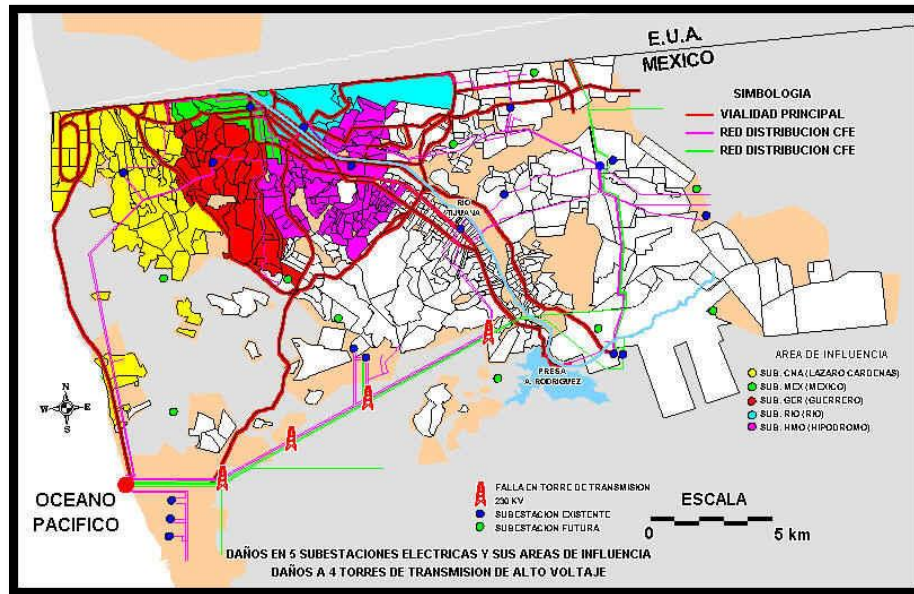 E.U.A.
MEXICO
SIMBOLOGIA
VIALIDAD PRINCIPAL
RED DISTRIBUCION CFE
RED DISTRIBUCION CFE
RIO
TIJUANA
PRESA
A. RODRIGUEZ
AREA DE INFLUENCIA
SUB. CNA (LAZARO CARDENAS)
SUB. MEX (MEXICO)
SUB. GER (GUERRERO)
SUB. RIO (RIO)
SUB. HMO (HIPODROMO)
N
W E
S
OCEANO
PACIFICO
FALLA EN TORRE DE TRANSMISION
230 KV
SUBESTACION EXISTENTE
SUBESTACION FUTURA
ESCALA
0 5 km
DAÑOS EN 5 SUBESTACIONES ELECTRICAS Y SUS AREAS DE INFLUENCIA
DAÑOS A 4 TORRES DE TRANSMISION DE ALTO VOLTAJE